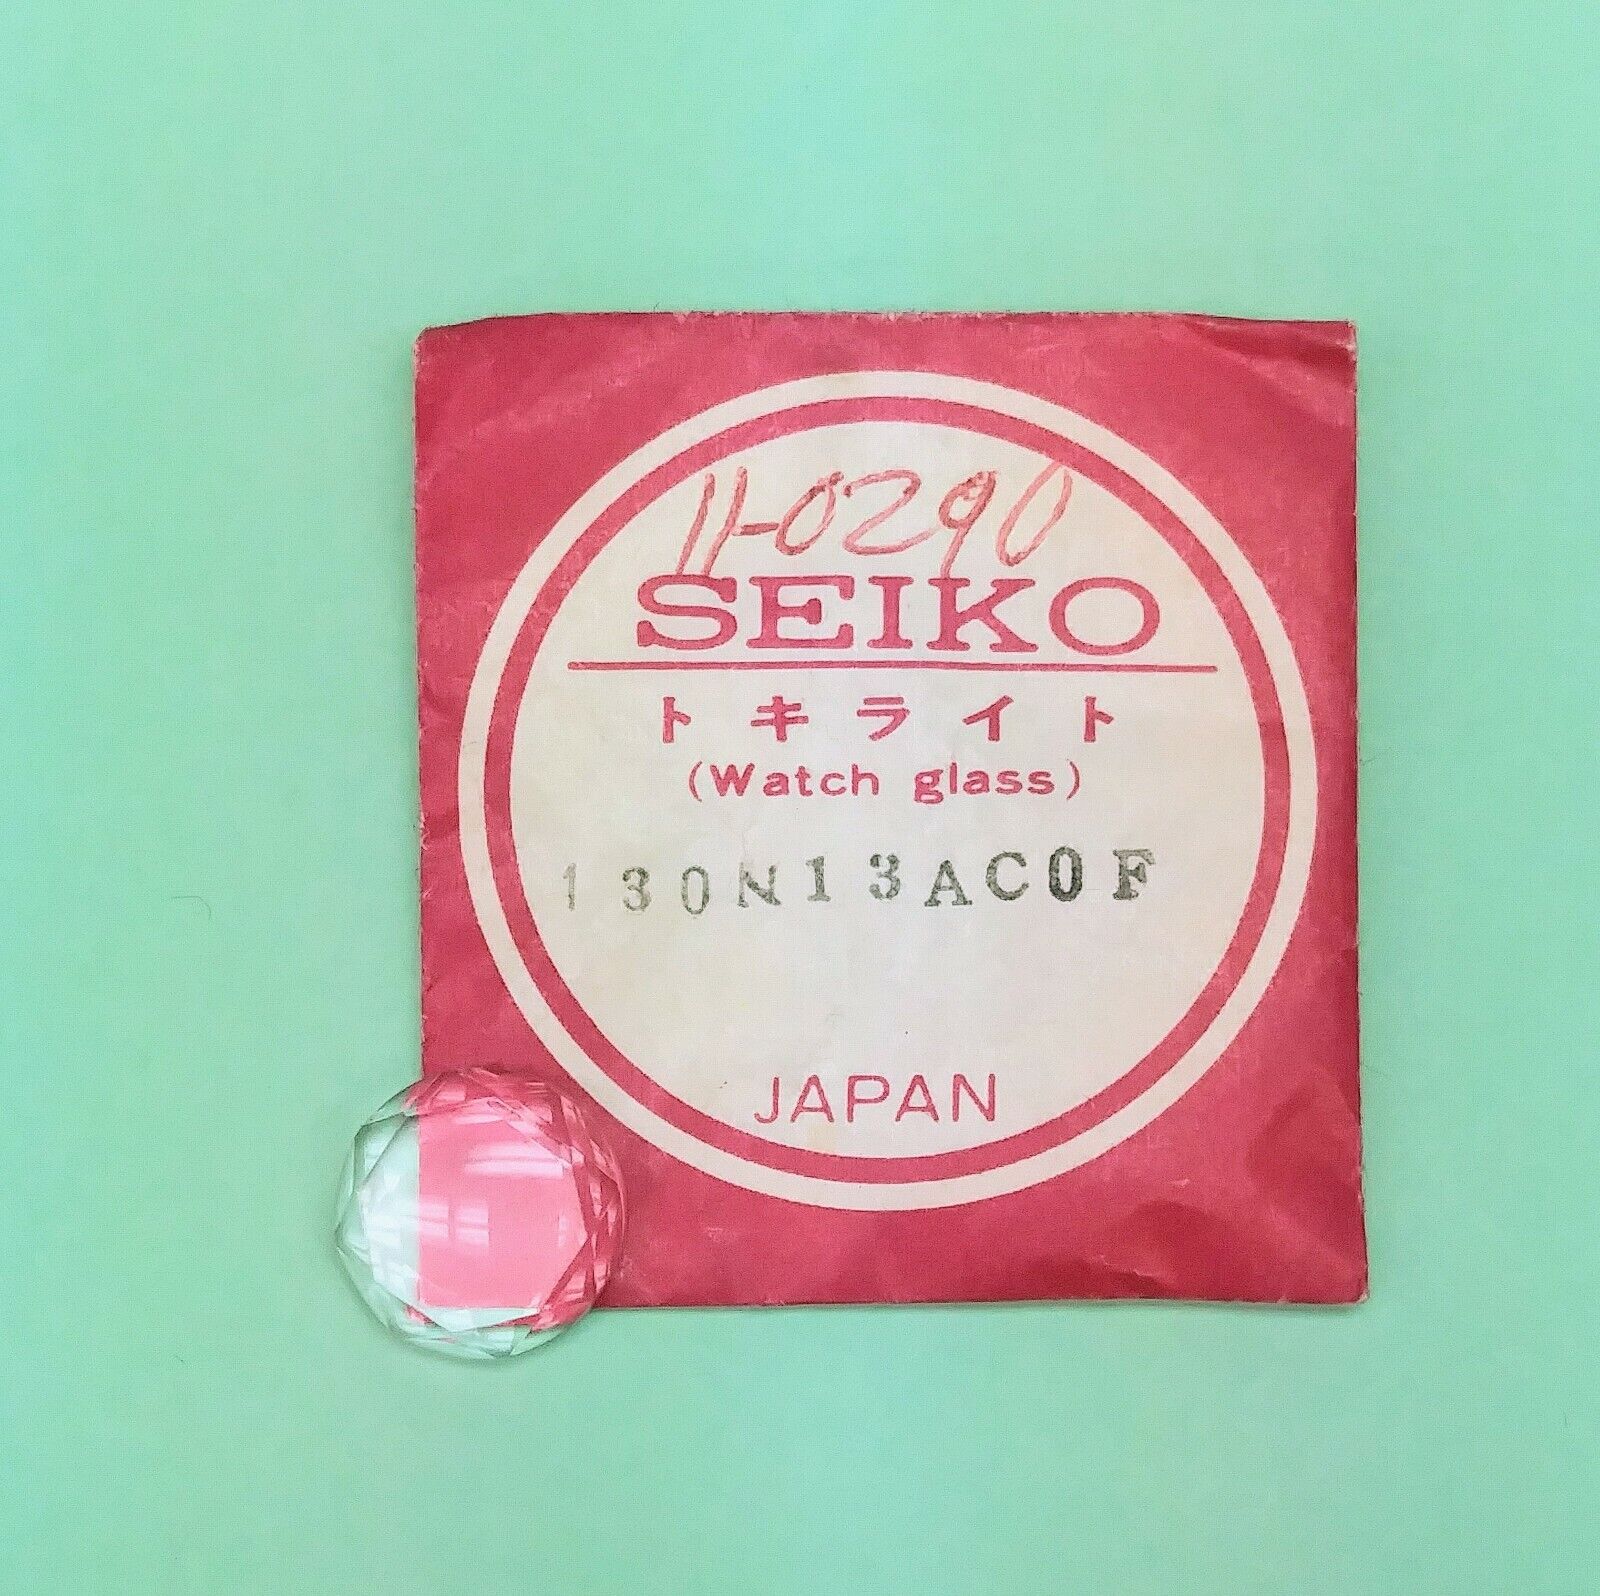 11-0290
SEIKO
トキライト
(Watch glass)
130N13AC0F
JAPAN